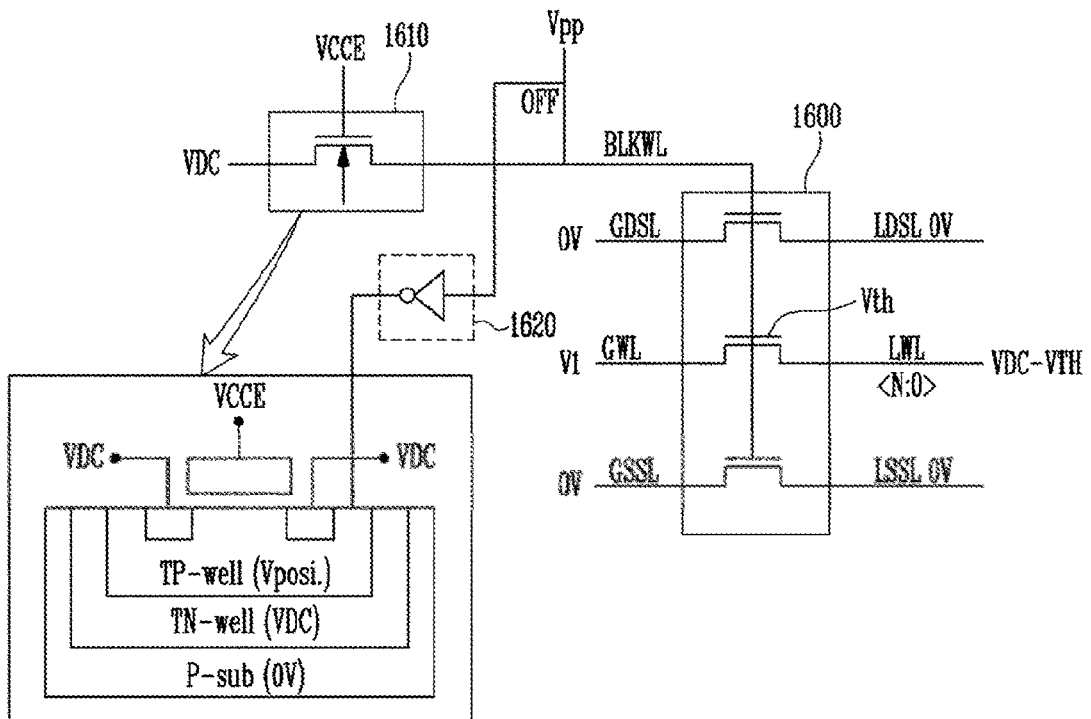 Vpp
1610
VCCE
OFF
1600
VDC
BLKWL
0V
GDSL
LDSL 0V
1620
Vth
V1
GWL
LWL
<N:0>
VDC-VTH
VCCE
VDC
VDC
0V
GSSL
LSSL 0V
TP-well (Vposi.)
TN-well (VDC)
P-sub (0V)